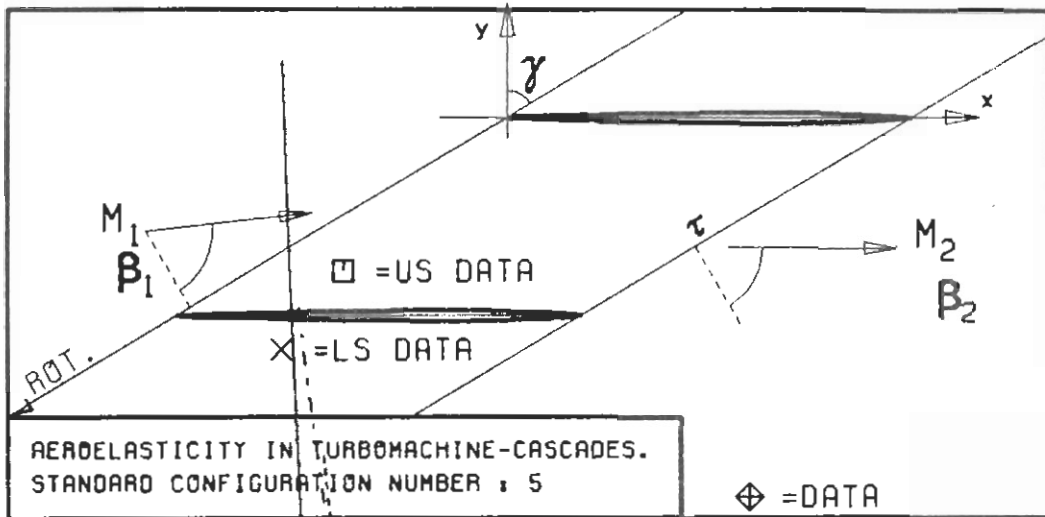 y
γ
x
M₁
β₁
τ
M₂
β₂
□ =US DATA
× =LS DATA
ROT.
AEROELASTICITY IN TURBOMACHINE-CASCADES.
STANDARD CONFIGURATION NUMBER : 5
⌖ =DATA